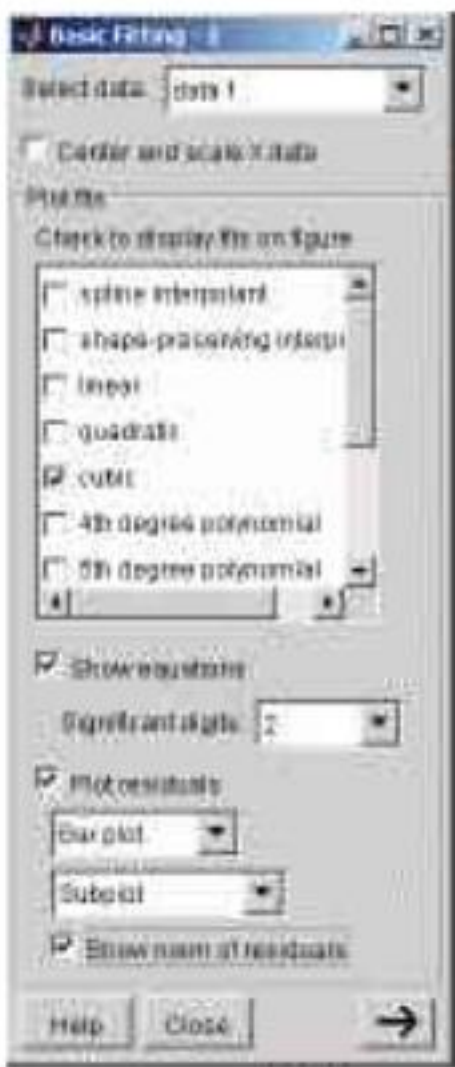 Basic Fitting - 1
Select data: data 1
Center and scale X data
Plot fits
Check to display fits on figure
spline interpolant
shape-preserving interpo
linear
quadratic
cubic
4th degree polynomial
5th degree polynomial
Show equations
Significant digits: 2
Plot residuals
Bar plot
Subplot
Show norm of residuals
Help
Close